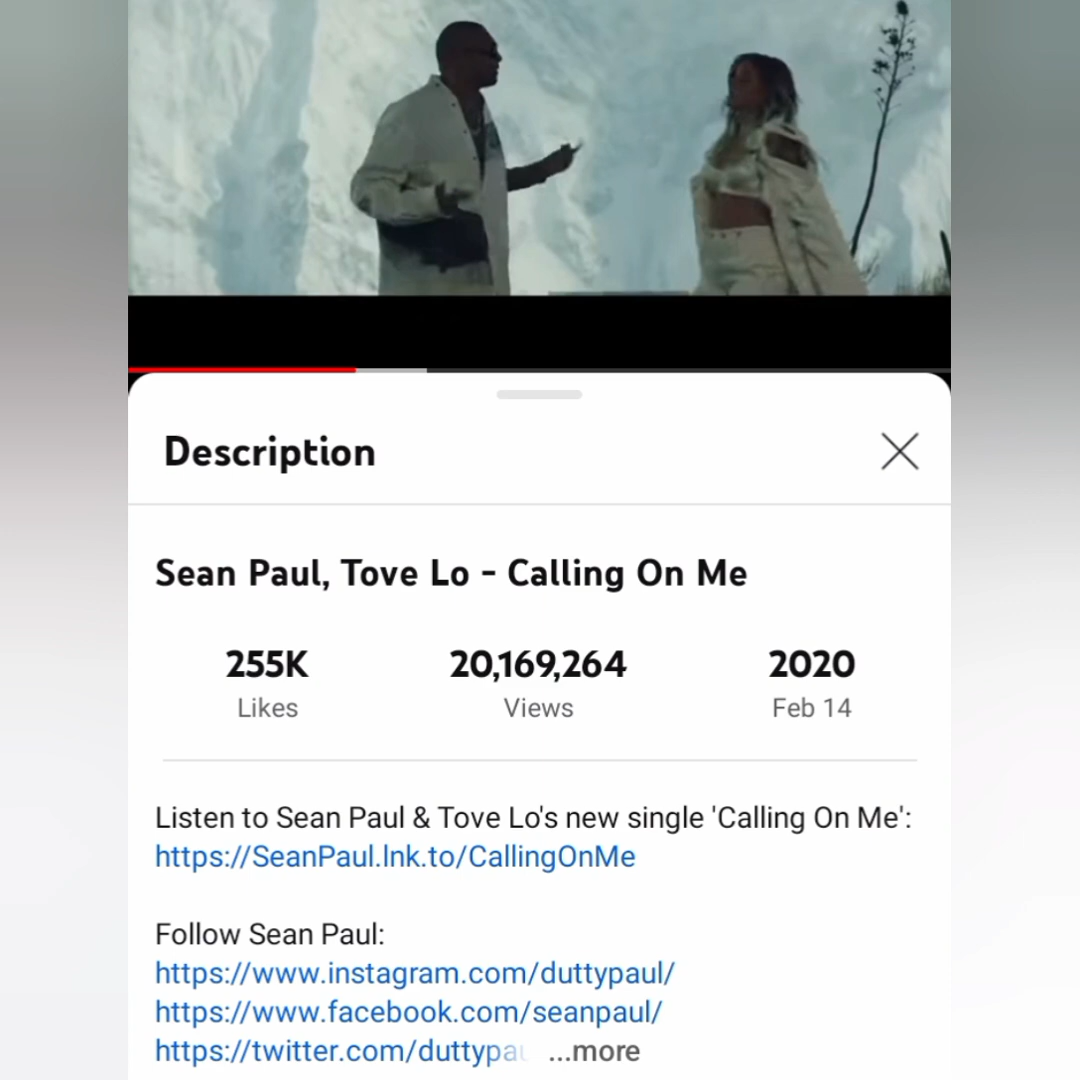 Description
Sean Paul, Tove Lo - Calling On Me
255K 20,169,264 2020
Likes Views Feb 14
Listen to Sean Paul & Tove Lo's new single 'Calling On Me':
https://SeanPaul.lnk.to/CallingOnMe
Follow Sean Paul:
https://www.instagram.com/duttypaul/
https://www.facebook.com/seanpaul/
https://twitter.com/duttypau ...more